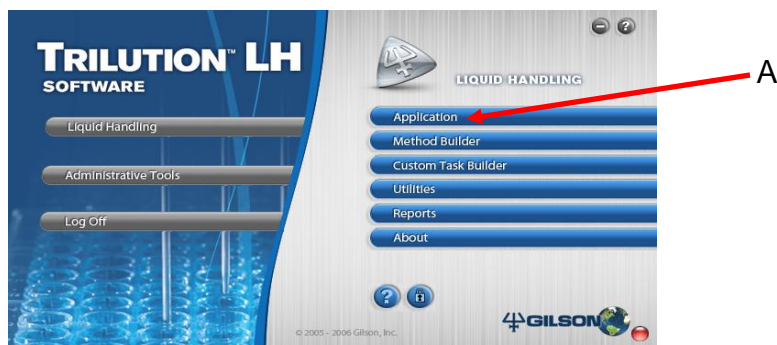 TRILUTION™ LH
SOFTWARE
Liquid Handling
Administrative Tools
Log Off
LIQUID HANDLING
Application
Method Builder
Custom Task Builder
Utilities
Reports
About
© 2005 - 2006 Gilson, Inc.
GILSON
A